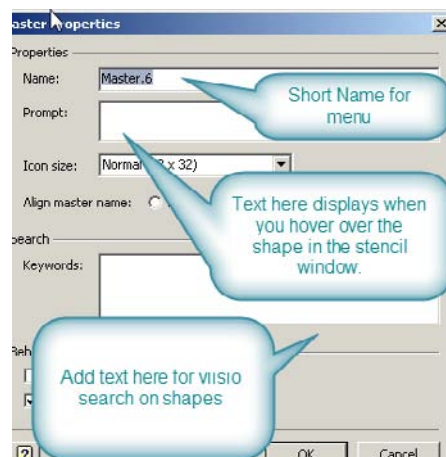 aster Properties
Properties
Name: Master.6
Short Name for
menu
Prompt:
Icon size: x 32)
Align master name:
Text here displays when
you hover over the
shape in the stencil
window.
earch
Keywords:
Beh
Add text here for viisio
search on shapes
OK Cancel